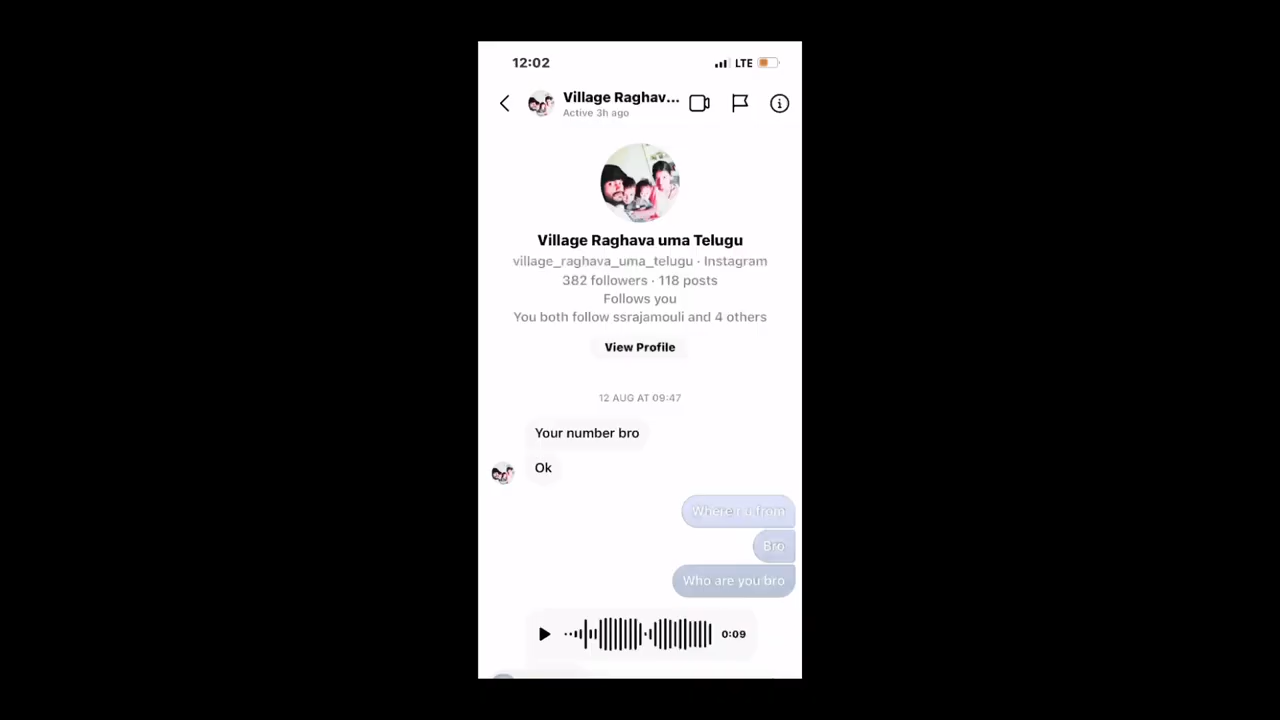 12:02
LTE
Village Raghav...
Active 3h ago
Village Raghava uma Telugu
village_raghava_uma_telugu · Instagram
382 followers · 118 posts
Follows you
You both follow ssrajamouli and 4 others
View Profile
12 AUG AT 09:47
Your number bro
Ok
Where r u from
Bro
Who are you bro
0:09